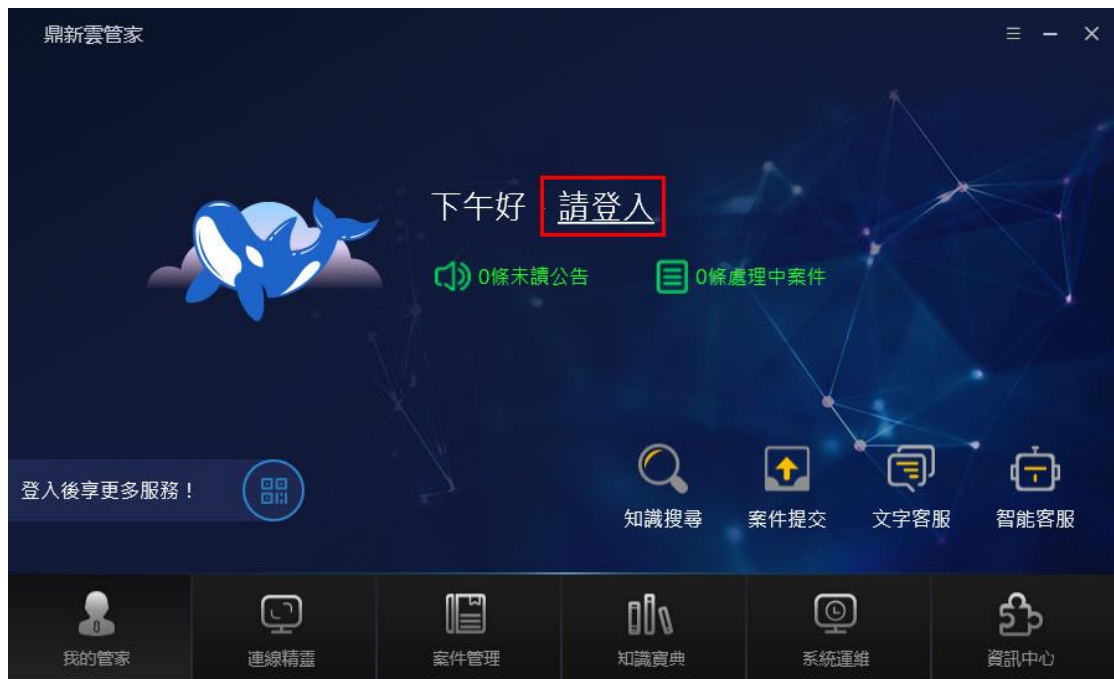 鼎新雲管家
下午好 請登入
0條未讀公告 0條處理中案件
登入後享更多服務！
知識搜尋 案件提交 文字客服 智能客服
我的管家 連線精靈 案件管理 知識寶典 系統運維 資訊中心